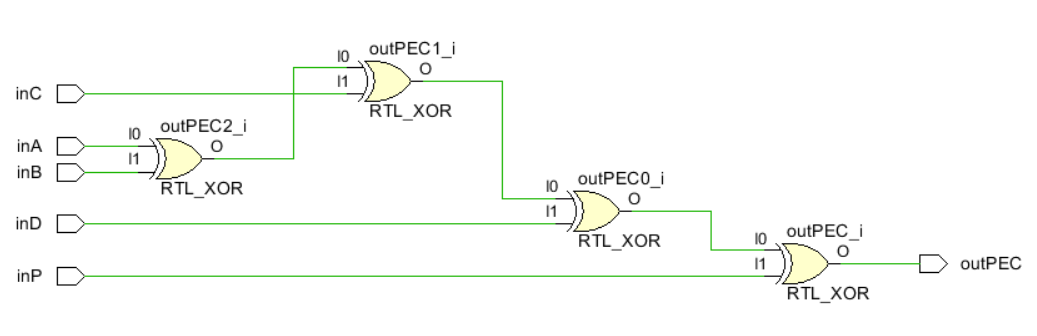 outPEC1_i
I0
O
I1
inC
RTL_XOR
outPEC2_i
I0
O
inA
I1
inB
RTL_XOR
outPEC0_i
I0
O
I1
inD
RTL_XOR
outPEC_i
I0
O
I1
outPEC
inP
RTL_XOR